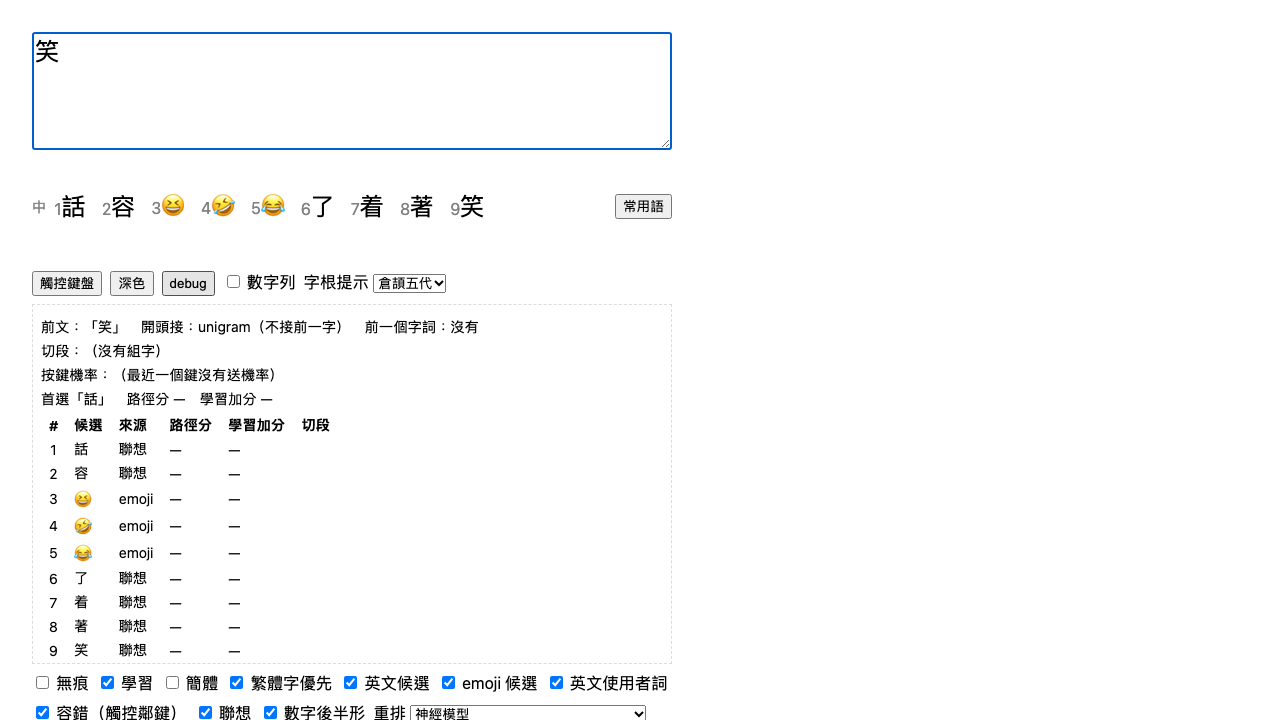 笑
中 1話 2容 3😆 4🤣 5😂 6了 7着 8著 9笑 常用語
觸控鍵盤 深色 debug 數字列 字根提示 倉頡五代
前文：「笑」 開頭接：unigram（不接前一字） 前一個字詞：沒有
切段：（沒有組字）
按鍵機率：（最近一個鍵沒有送機率）
首選「話」 路徑分 — 學習加分 —
# 候選 來源 路徑分 學習加分 切段
1 話 聯想 — —
2 容 聯想 — —
3 😆 emoji — —
4 🤣 emoji — —
5 😂 emoji — —
6 了 聯想 — —
7 着 聯想 — —
8 著 聯想 — —
9 笑 聯想 — —
無痕 學習 簡體 繁體字優先 英文候選 emoji 候選 英文使用者詞
容錯（觸控鄰鍵） 聯想 數字後半形 重排 神經模型